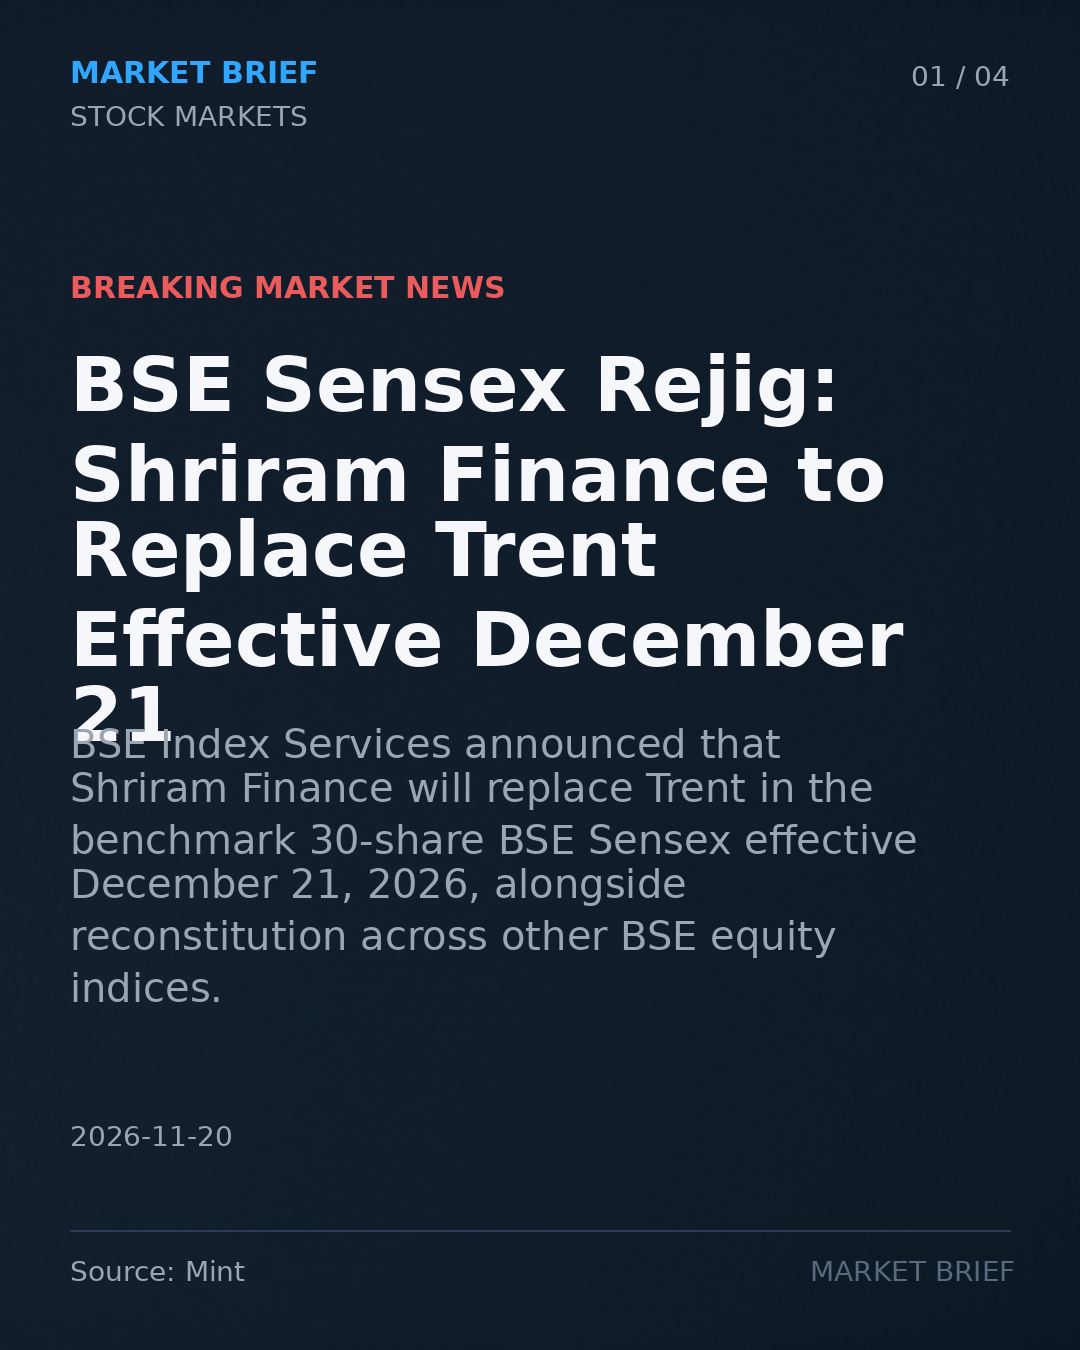 MARKET BRIEF
01 / 04
STOCK MARKETS
BREAKING MARKET NEWS
BSE Sensex Rejig:
Shriram Finance to
Replace Trent
Effective December
21
BSE Index Services announced that
Shriram Finance will replace Trent in the
benchmark 30-share BSE Sensex effective
December 21, 2026, alongside
reconstitution across other BSE equity
indices.
2026-11-20
Source: Mint
MARKET BRIEF